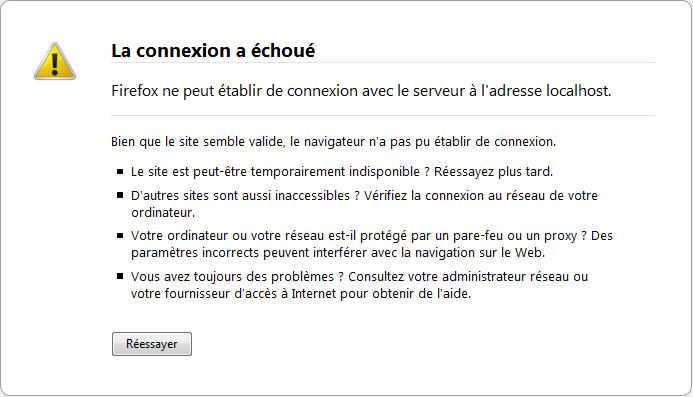 La connexion a échoué
Firefox ne peut établir de connexion avec le serveur à l'adresse localhost.
Bien que le site semble valide, le navigateur n'a pas pu établir de connexion.
Le site est peut-être temporairement indisponible ? Réessayez plus tard.
D'autres sites sont aussi inaccessibles ? Vérifiez la connexion au réseau de votre
ordinateur.
Votre ordinateur ou votre réseau est-il protégé par un pare-feu ou un proxy ? Des
paramètres incorrects peuvent interférer avec la navigation sur le Web.
Vous avez toujours des problèmes ? Consultez votre administrateur réseau ou
votre fournisseur d'accès à Internet pour obtenir de l'aide.
Réessayer